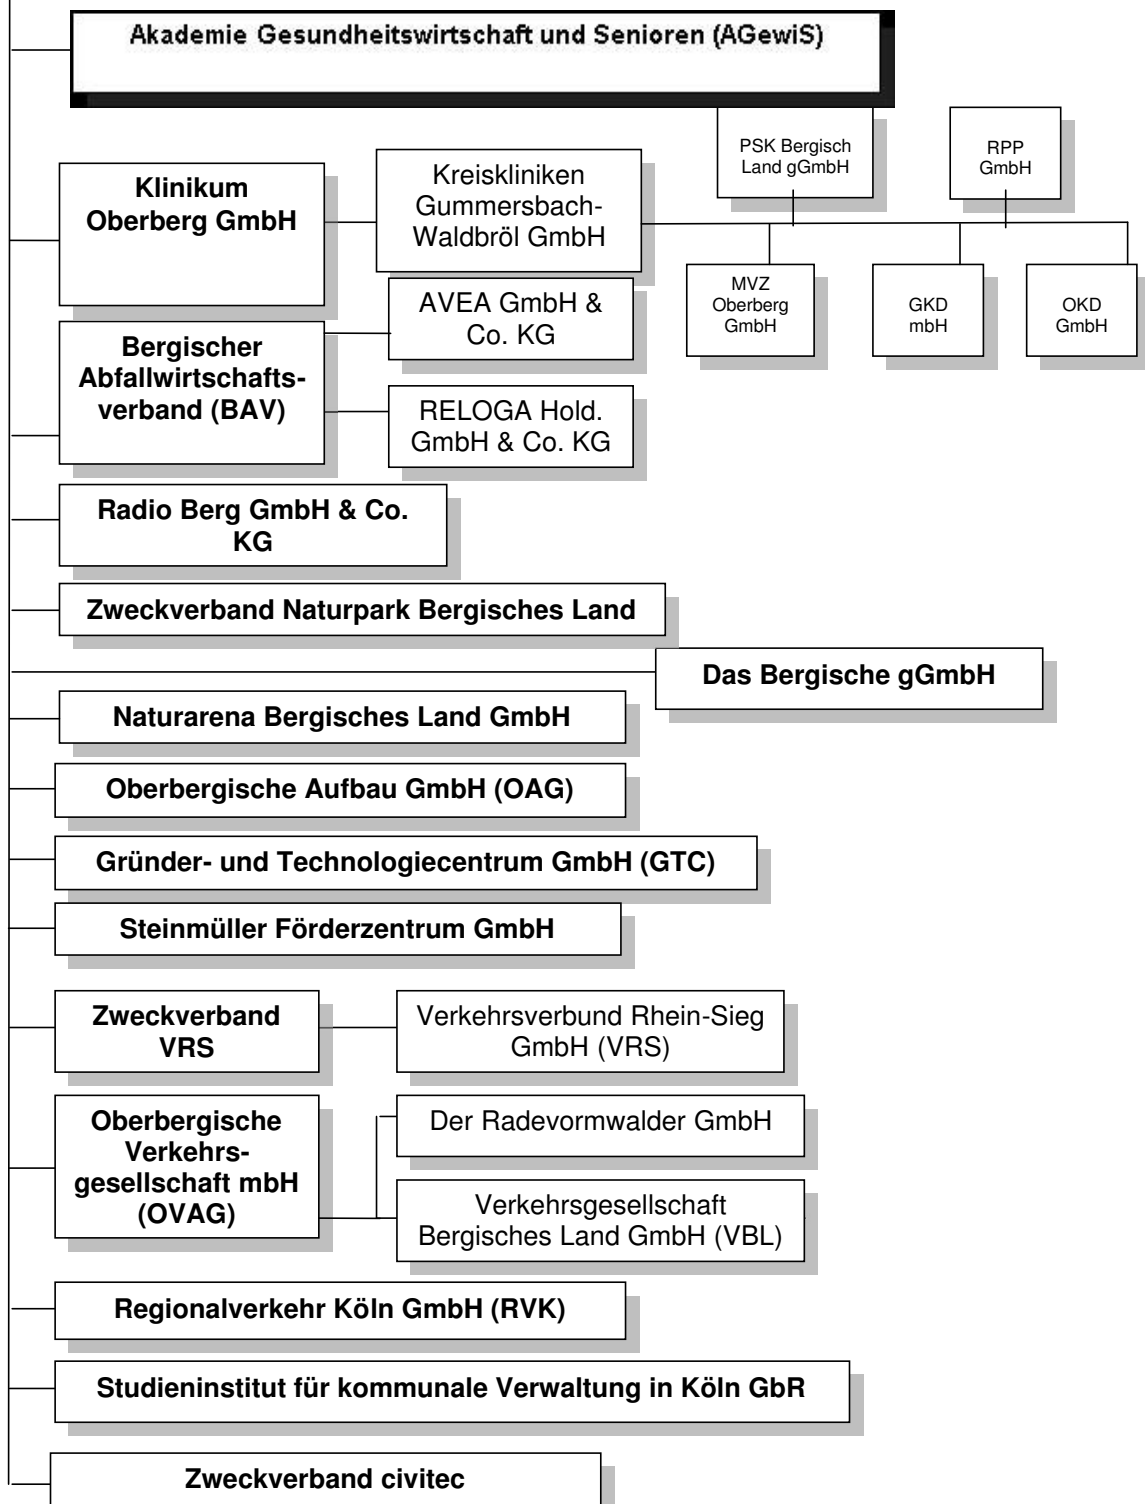 Akademie Gesundheitswirtschaft und Senioren (AGewiS)
PSK Bergisch
Land gGmbH
RPP
GmbH
Klinikum
Oberberg GmbH
Kreiskliniken
Gummersbach-
Waldbröl GmbH
MVZ
Oberberg
GmbH
GKD
mbH
OKD
GmbH
AVEA GmbH &
Co. KG
Bergischer
Abfallwirtschafts-
verband (BAV)
RELOGA Hold.
GmbH & Co. KG
Radio Berg GmbH & Co.
KG
Zweckverband Naturpark Bergisches Land
Das Bergische gGmbH
Naturarena Bergisches Land GmbH
Oberbergische Aufbau GmbH (OAG)
Gründer- und Technologiecentrum GmbH (GTC)
Steinmüller Förderzentrum GmbH
Zweckverband
VRS
Verkehrsverbund Rhein-Sieg
GmbH (VRS)
Oberbergische
Verkehrs-
gesellschaft mbH
(OVAG)
Der Radevormwalder GmbH
Verkehrsgesellschaft
Bergisches Land GmbH (VBL)
Regionalverkehr Köln GmbH (RVK)
Studieninstitut für kommunale Verwaltung in Köln GbR
Zweckverband civitec